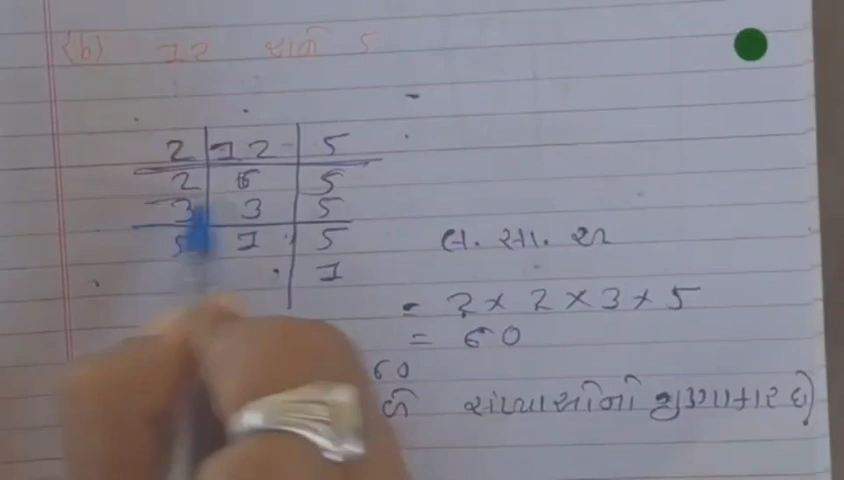 (b) 12 અને 5
2 12 5
2 6 5
3 3 5
5 1 5
1
લ. સા. અ
= 2 × 2 × 3 × 5
= 60
60
એ સંખ્યાઓનો ગુણાકાર છે